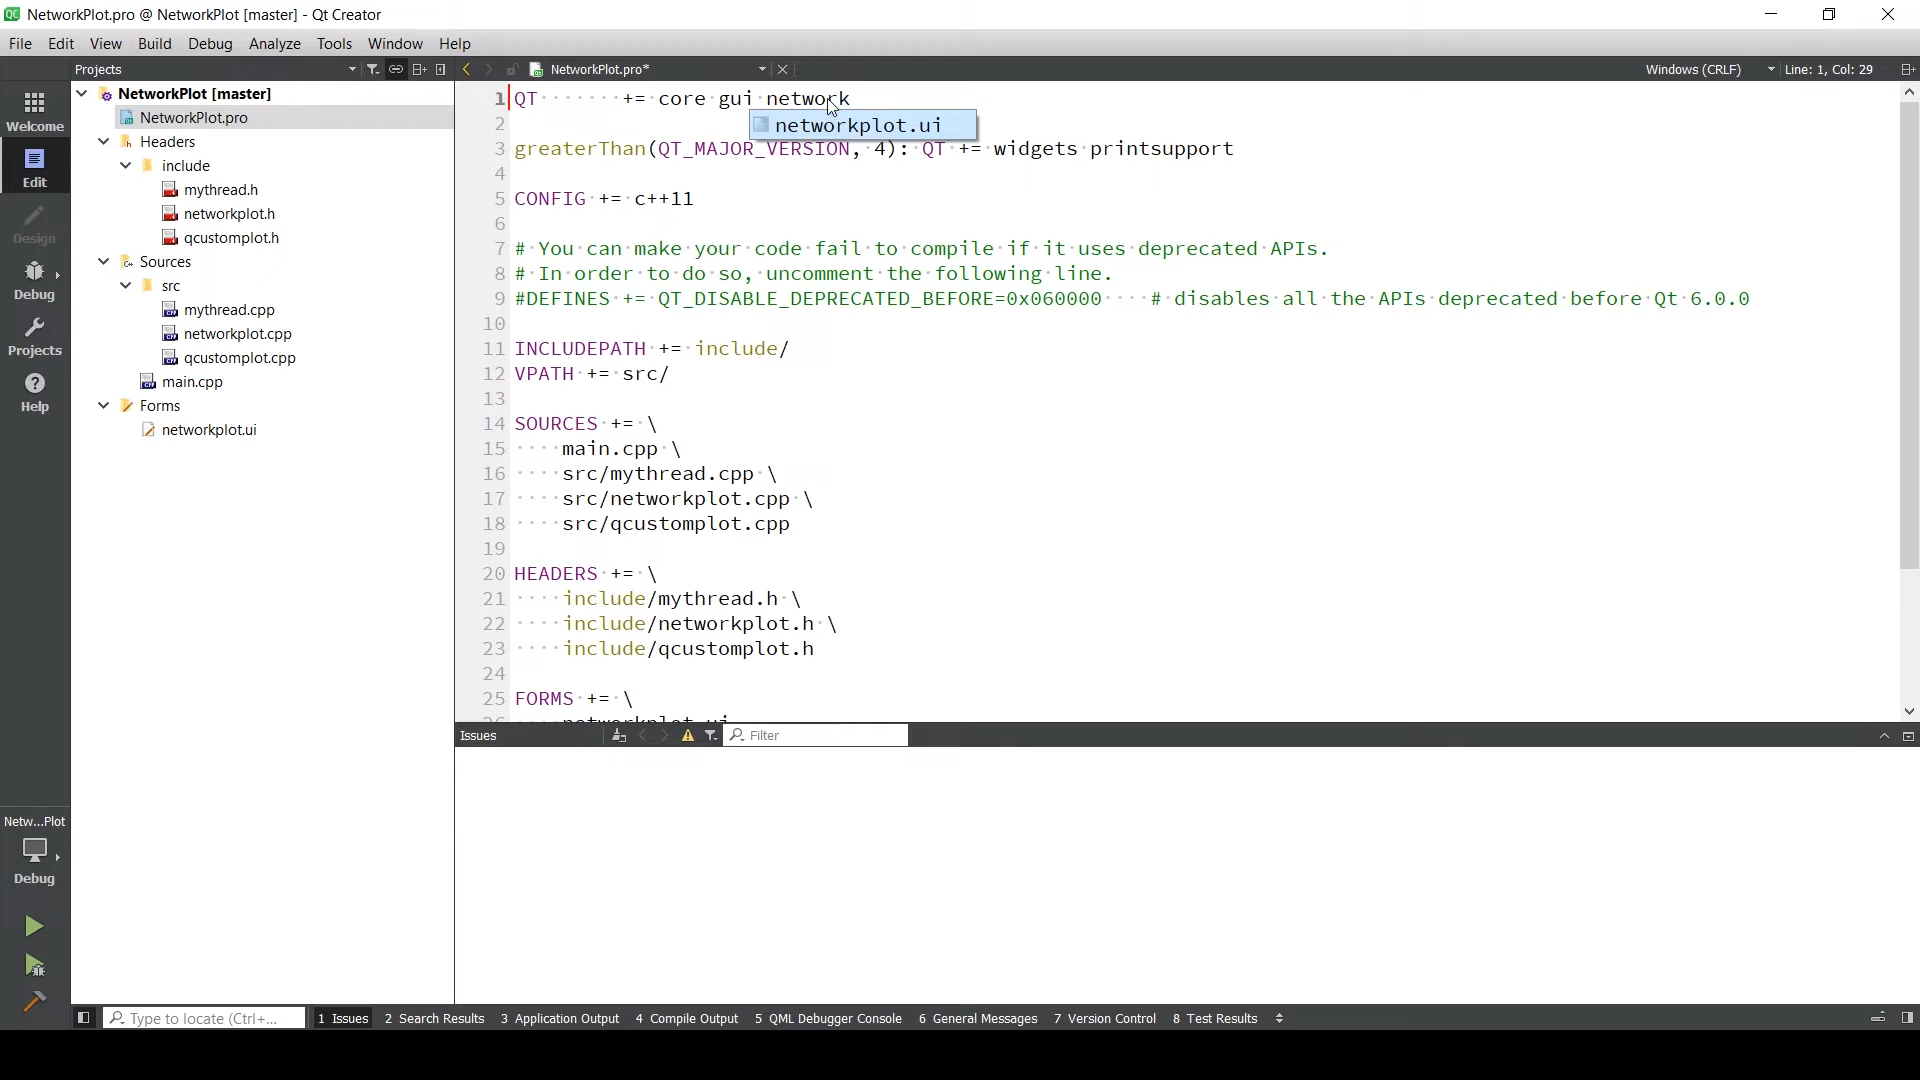 NetworkPlot.pro @ NetworkPlot [master] - Qt Creator
File Edit View Build Debug Analyze Tools Window Help
Projects
NetworkPlot.pro*
Windows (CRLF)
Line: 1, Col: 29
Welcome
Edit
Design
Debug
Projects
Help
Netw...Plot
Debug
NetworkPlot [master]
NetworkPlot.pro
Headers
include
mythread.h
networkplot.h
qcustomplot.h
Sources
src
mythread.cpp
networkplot.cpp
qcustomplot.cpp
main.cpp
Forms
networkplot.ui
1 QT += core gui network
networkplot.ui
2
3 greaterThan(QT_MAJOR_VERSION, 4): QT += widgets printsupport
4
5 CONFIG += c++11
6
7 # You can make your code fail to compile if it uses deprecated APIs.
8 # In order to do so, uncomment the following line.
9 #DEFINES += QT_DISABLE_DEPRECATED_BEFORE=0x060000 # disables all the APIs deprecated before Qt 6.0.0
10
11 INCLUDEPATH += include/
12 VPATH += src/
13
14 SOURCES += \
15 main.cpp \
16 src/mythread.cpp \
17 src/networkplot.cpp \
18 src/qcustomplot.cpp
19
20 HEADERS += \
21 include/mythread.h \
22 include/networkplot.h \
23 include/qcustomplot.h
24
25 FORMS += \
26 networkplot.ui
Issues
Filter
Type to locate (Ctrl+...
1 Issues 2 Search Results 3 Application Output 4 Compile Output 5 QML Debugger Console 6 General Messages 7 Version Control 8 Test Results